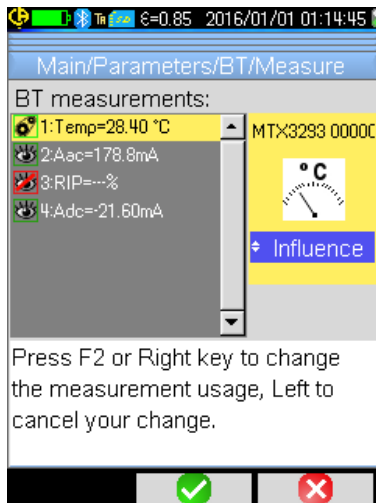 ε=0.85 2016/01/01 01:14:45
Main/Parameters/BT/Measure
BT measurements:
1:Temp=28.40 °C
2:Aac=178.8mA
3:RIP=---%
4:Adc=-21.60mA
MTX3293 0000
°C
Influence
Press F2 or Right key to change
the measurement usage, Left to
cancel your change.